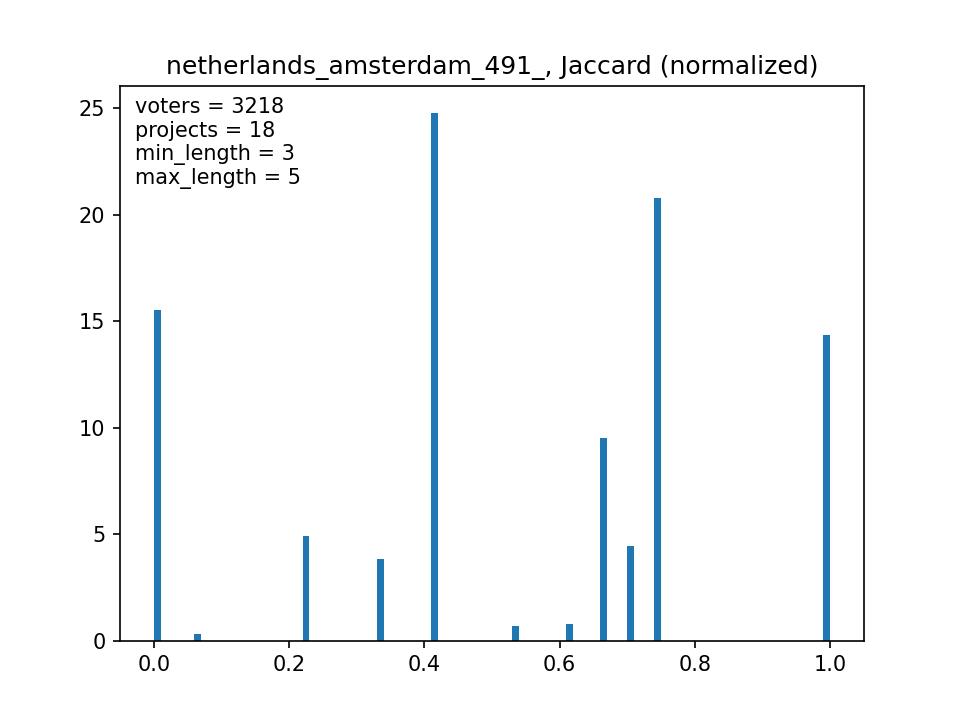 netherlands_amsterdam_491_, Jaccard (normalized)
voters = 3218
projects = 18
min_length = 3
max_length = 5
25
20
15
10
5
0
0.0 0.2 0.4 0.6 0.8 1.0